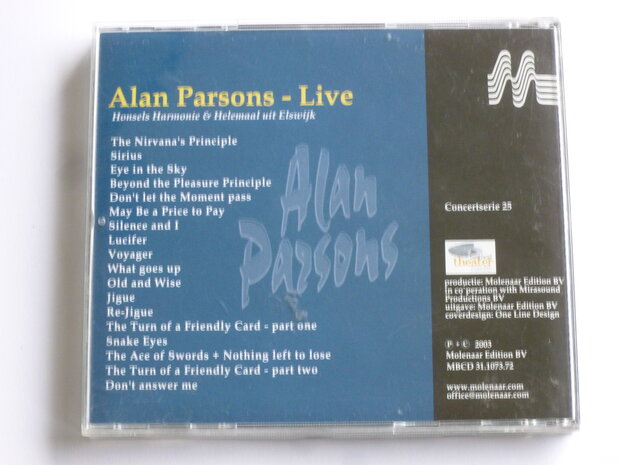 Alan Parsons - Live
Honsels Harmonie & Helemaal uit Elswijk
The Nirvana's Principle
Sirius
Eye in the Sky
Beyond the Pleasure Principle
Don't let the Moment pass
May Be a Price to Pay
Silence and I
Lucifer
Voyager
What goes up
Old and Wise
Jigue
Re-Jigue
The Turn of a Friendly Card - part one
Snake Eyes
The Ace of Swords + Nothing left to lose
The Turn of a Friendly Card - part two
Don't answer me
Alan
Parsons
Concertserie 25
theater
productie: Molenaar Edition BV
in co peration with Mirasound
Productions BV
uitgave: Molenaar Edition BV
coverdesign: One Line Design
P + © 2003
Molenaar Edition BV
MBCD 31.1073.72
www.molenaar.com
office@molenaar.com